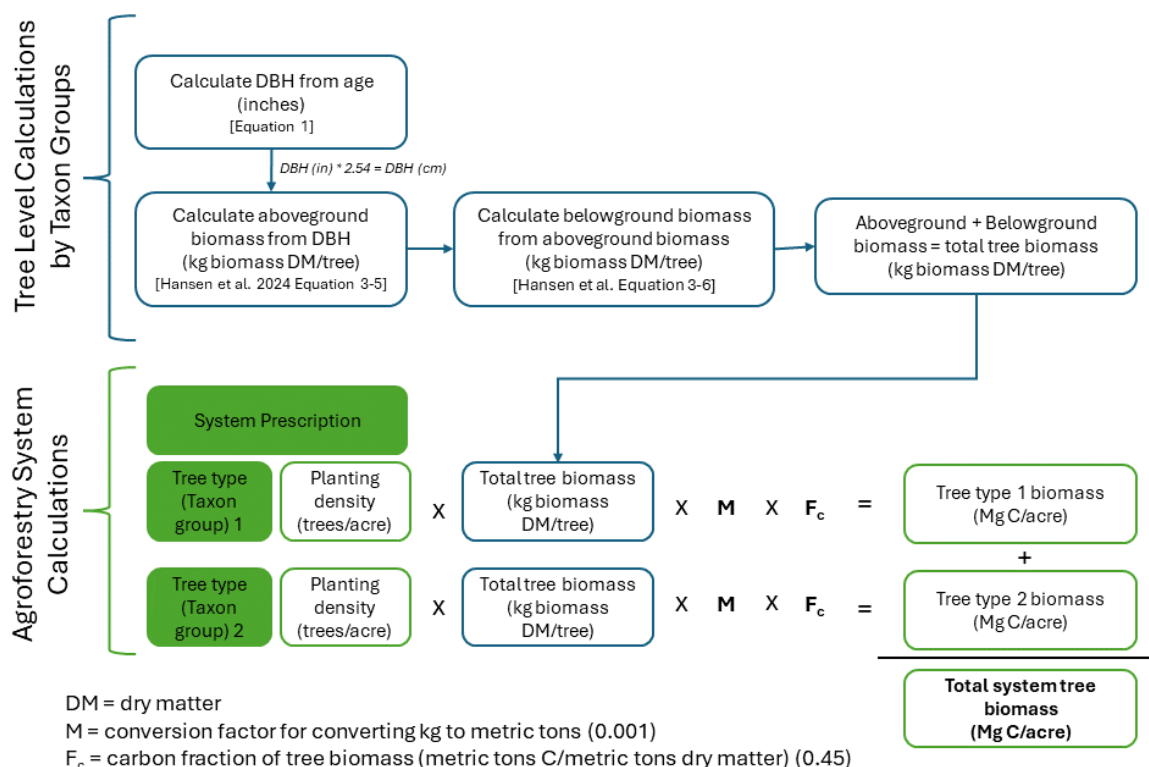 Tree Level Calculations
by Taxon Groups
Calculate DBH from age
(inches)
[Equation 1]
DBH (in) * 2.54 = DBH (cm)
Calculate aboveground
biomass from DBH
(kg biomass DM/tree)
[Hansen et al. 2024 Equation 3-5]
Calculate belowground biomass
from aboveground biomass
(kg biomass DM/tree)
[Hansen et al. Equation 3-6]
Aboveground + Belowground
biomass = total tree biomass
(kg biomass DM/tree)
Agroforestry System
Calculations
System Prescription
Tree type
(Taxon
group) 1
Planting
density
(trees/acre)
X
Total tree biomass
(kg biomass
DM/tree)
X M X Fc =
Tree type 1 biomass
(Mg C/acre)
+
Tree type
(Taxon
group) 2
Planting
density
(trees/acre)
X
Total tree biomass
(kg biomass
DM/tree)
X M X Fc =
Tree type 2 biomass
(Mg C/acre)
Total system tree
biomass
(Mg C/acre)
DM = dry matter
M = conversion factor for converting kg to metric tons (0.001)
Fc = carbon fraction of tree biomass (metric tons C/metric tons dry matter) (0.45)